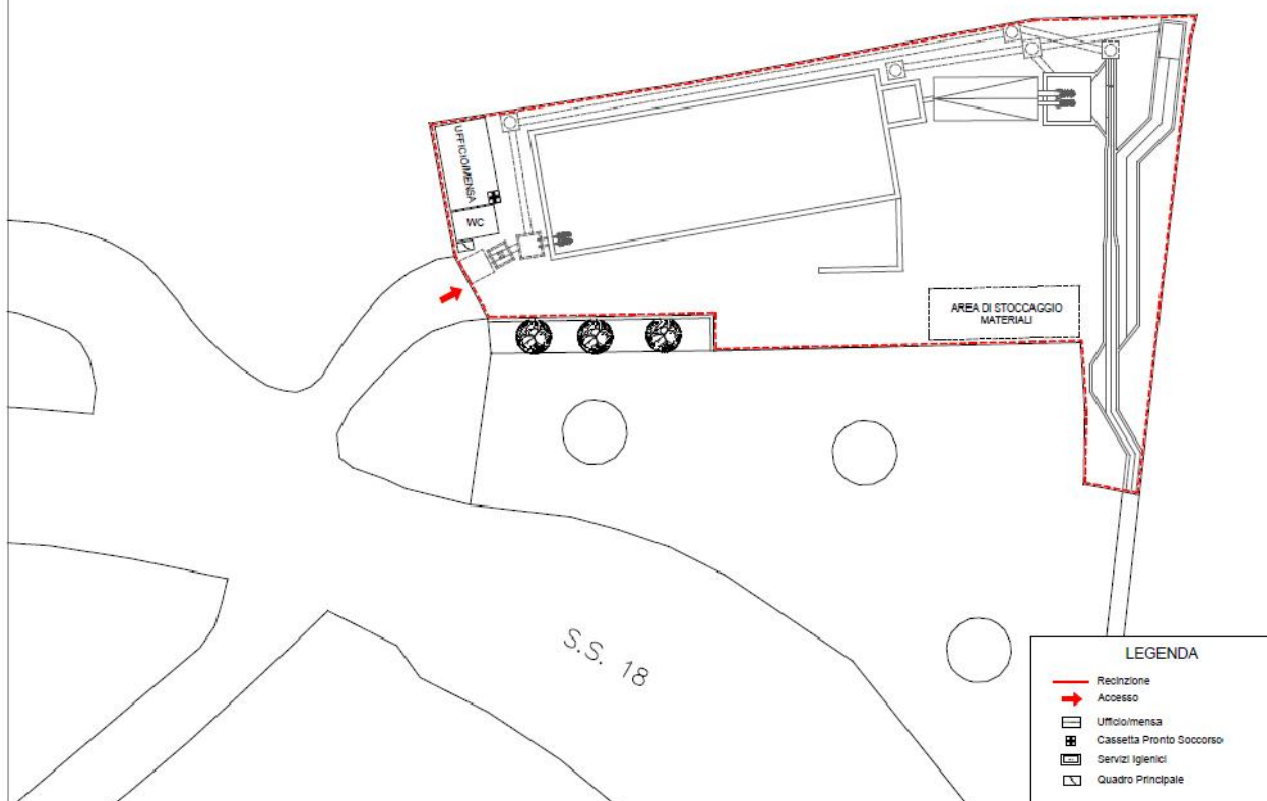 UFFICIO/MENSA
WC
AREA DI STOCCAGGIO
MATERIALI
S.S. 18
LEGENDA
Recinzione
Accesso
Ufficio/mensa
Cassetta Pronto Soccorso
Servizi Igienici
Quadro Principale